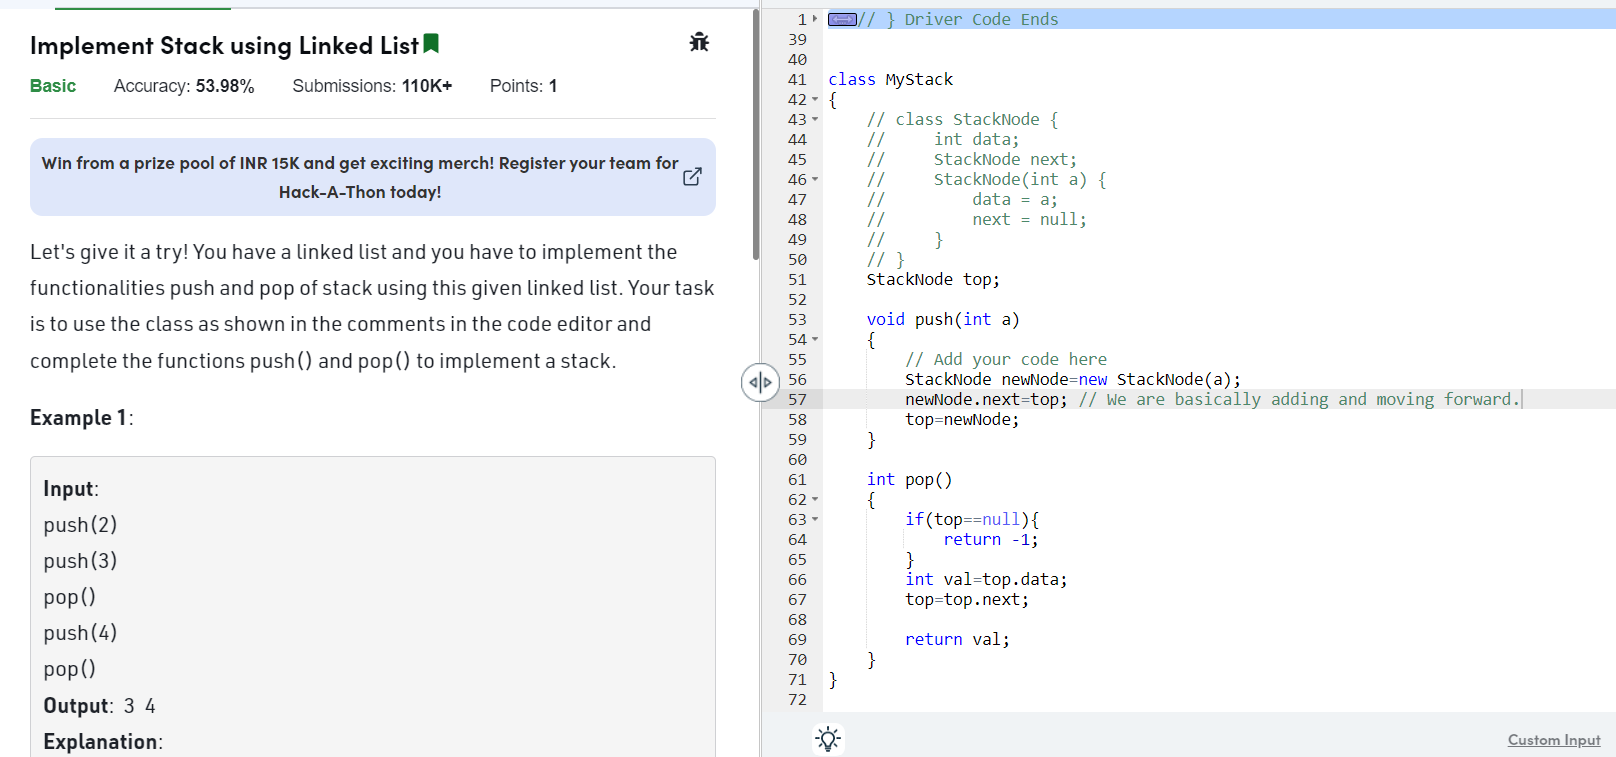 Implement Stack using Linked List
Basic Accuracy: 53.98% Submissions: 110K+ Points: 1
Win from a prize pool of INR 15K and get exciting merch! Register your team for
Hack-A-Thon today!
Let's give it a try! You have a linked list and you have to implement the
functionalities push and pop of stack using this given linked list. Your task
is to use the class as shown in the comments in the code editor and
complete the functions push() and pop() to implement a stack.
Example 1:
Input:
push(2)
push(3)
pop()
push(4)
pop()
Output: 3 4
Explanation:
1 // } Driver Code Ends
39
40
41 class MyStack
42 {
43 // class StackNode {
44 //     int data;
45 //     StackNode next;
46 //     StackNode(int a) {
47 //         data = a;
48 //         next = null;
49 //     }
50 // }
51 StackNode top;
52
53 void push(int a)
54 {
55 // Add your code here
56 StackNode newNode=new StackNode(a);
57 newNode.next=top; // We are basically adding and moving forward.
58 top=newNode;
59 }
60
61 int pop()
62 {
63 if(top==null){
64 return -1;
65 }
66 int val=top.data;
67 top=top.next;
68
69 return val;
70 }
71 }
72
Custom Input